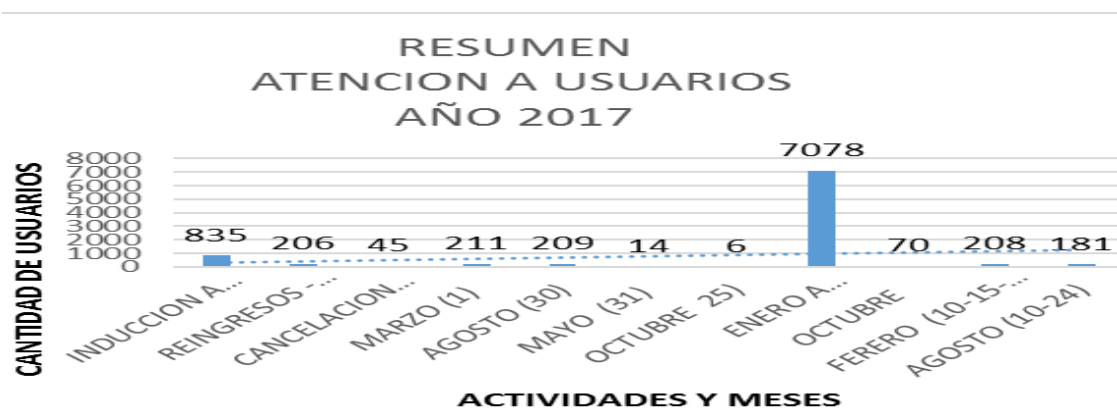 RESUMEN
ATENCION A USUARIOS
AÑO 2017
CANTIDAD DE USUARIOS
8000
7000
6000
5000
4000
3000
2000
1000
0
835
206
45
211
209
14
6
7078
70
208
181
INDUCCION A...
REINGRESOS -...
CANCELACION...
MARZO (1)
AGOSTO (30)
MAYO (31)
OCTUBRE 25)
ENERO A...
OCTUBRE
FERERO (10-15-...
AGOSTO (10-24)
ACTIVIDADES Y MESES